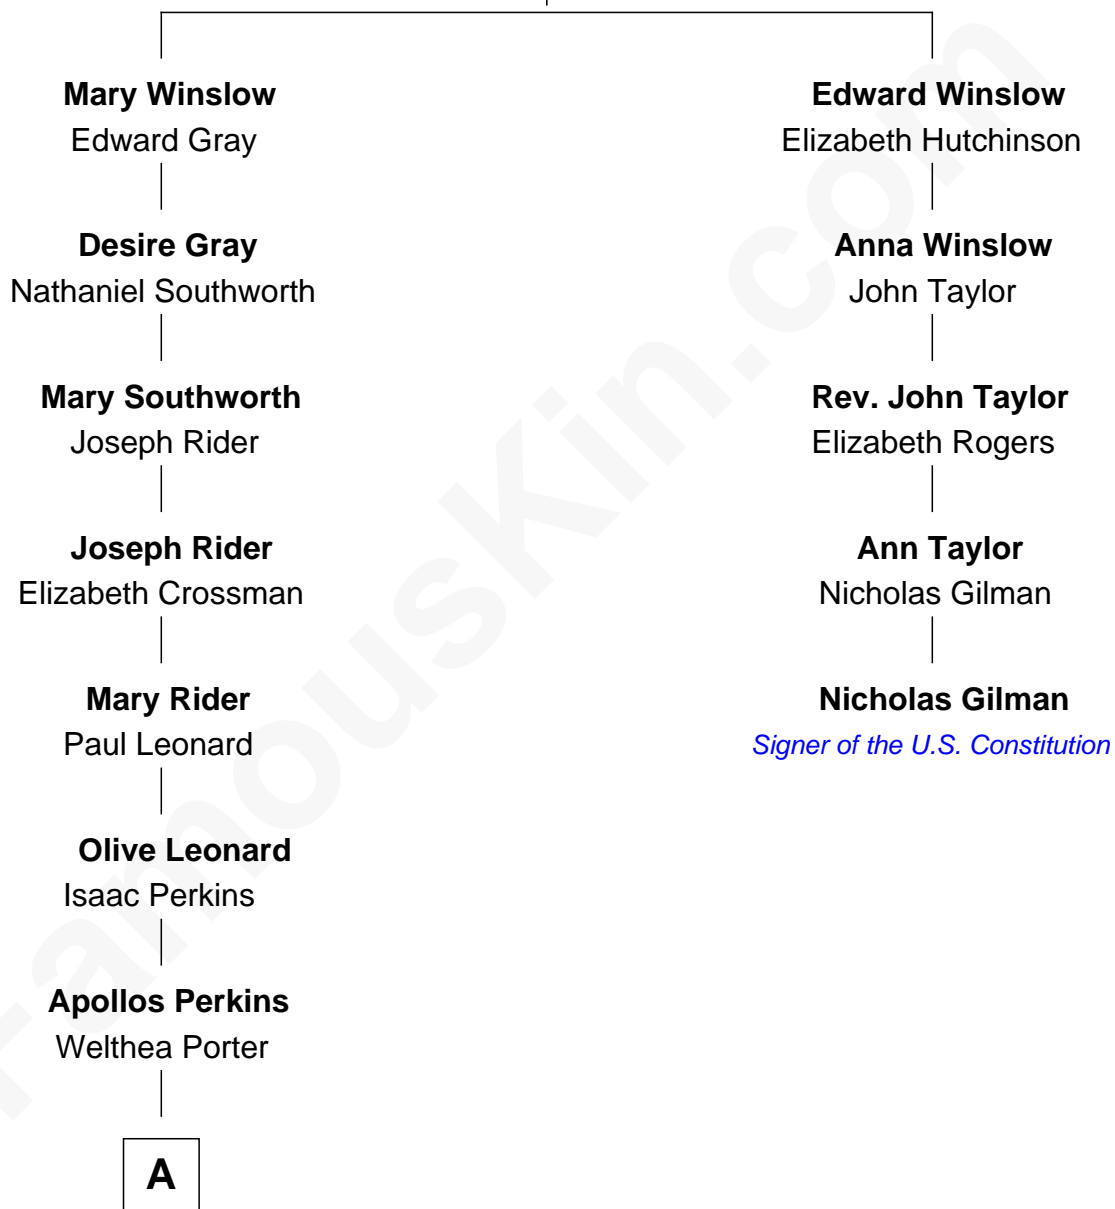 Mary Winslow
Edward Gray
Desire Gray
Nathaniel Southworth
Mary Southworth
Joseph Rider
Joseph Rider
Elizabeth Crossman
Mary Rider
Paul Leonard
Olive Leonard
Isaac Perkins
Apollos Perkins
Welthea Porter
A
Edward Winslow
Elizabeth Hutchinson
Anna Winslow
John Taylor
Rev. John Taylor
Elizabeth Rogers
Ann Taylor
Nicholas Gilman
Nicholas Gilman
Signer of the U.S. Constitution
FamousKin.com